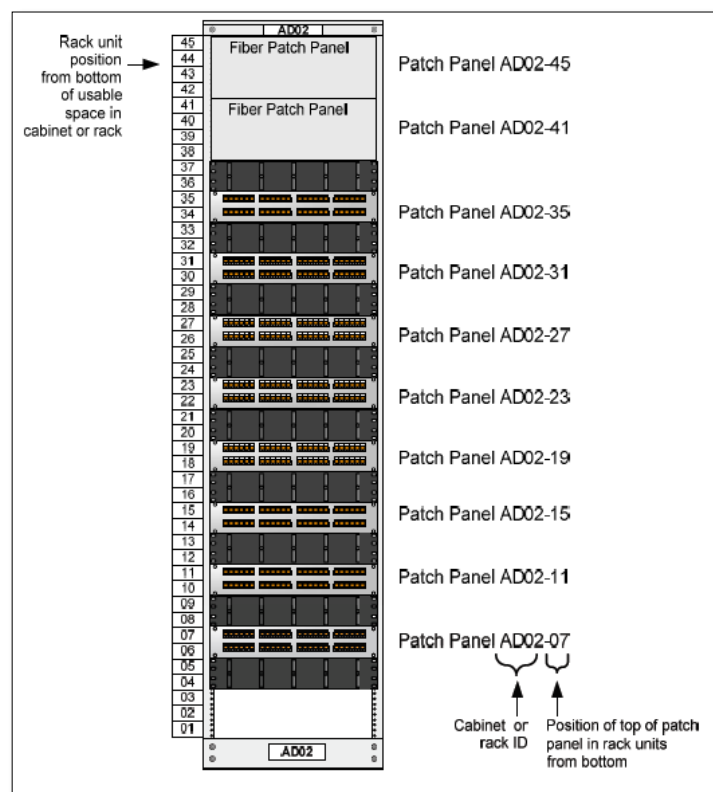 AD02
Rack unit
position
from bottom
of usable
space in
cabinet or rack
45
44
43
42
41
40
39
38
37
36
35
34
33
32
31
30
29
28
27
26
25
24
23
22
21
20
19
18
17
16
15
14
13
12
11
10
09
08
07
06
05
04
03
02
01
Fiber Patch Panel
Fiber Patch Panel
Patch Panel AD02-45
Patch Panel AD02-41
Patch Panel AD02-35
Patch Panel AD02-31
Patch Panel AD02-27
Patch Panel AD02-23
Patch Panel AD02-19
Patch Panel AD02-15
Patch Panel AD02-11
Patch Panel AD02-07
Cabinet or
rack ID
Position of top of patch
panel in rack units
from bottom
AD02